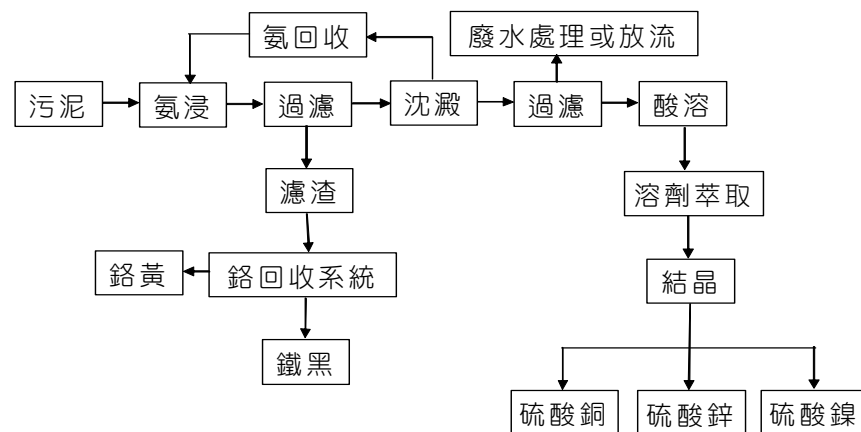 氨回收
廢水處理或放流
污泥
氨浸
過濾
沈澱
過濾
酸溶
濾渣
溶劑萃取
鉻黃
鉻回收系統
結晶
鐵黑
硫酸銅
硫酸鋅
硫酸鎳